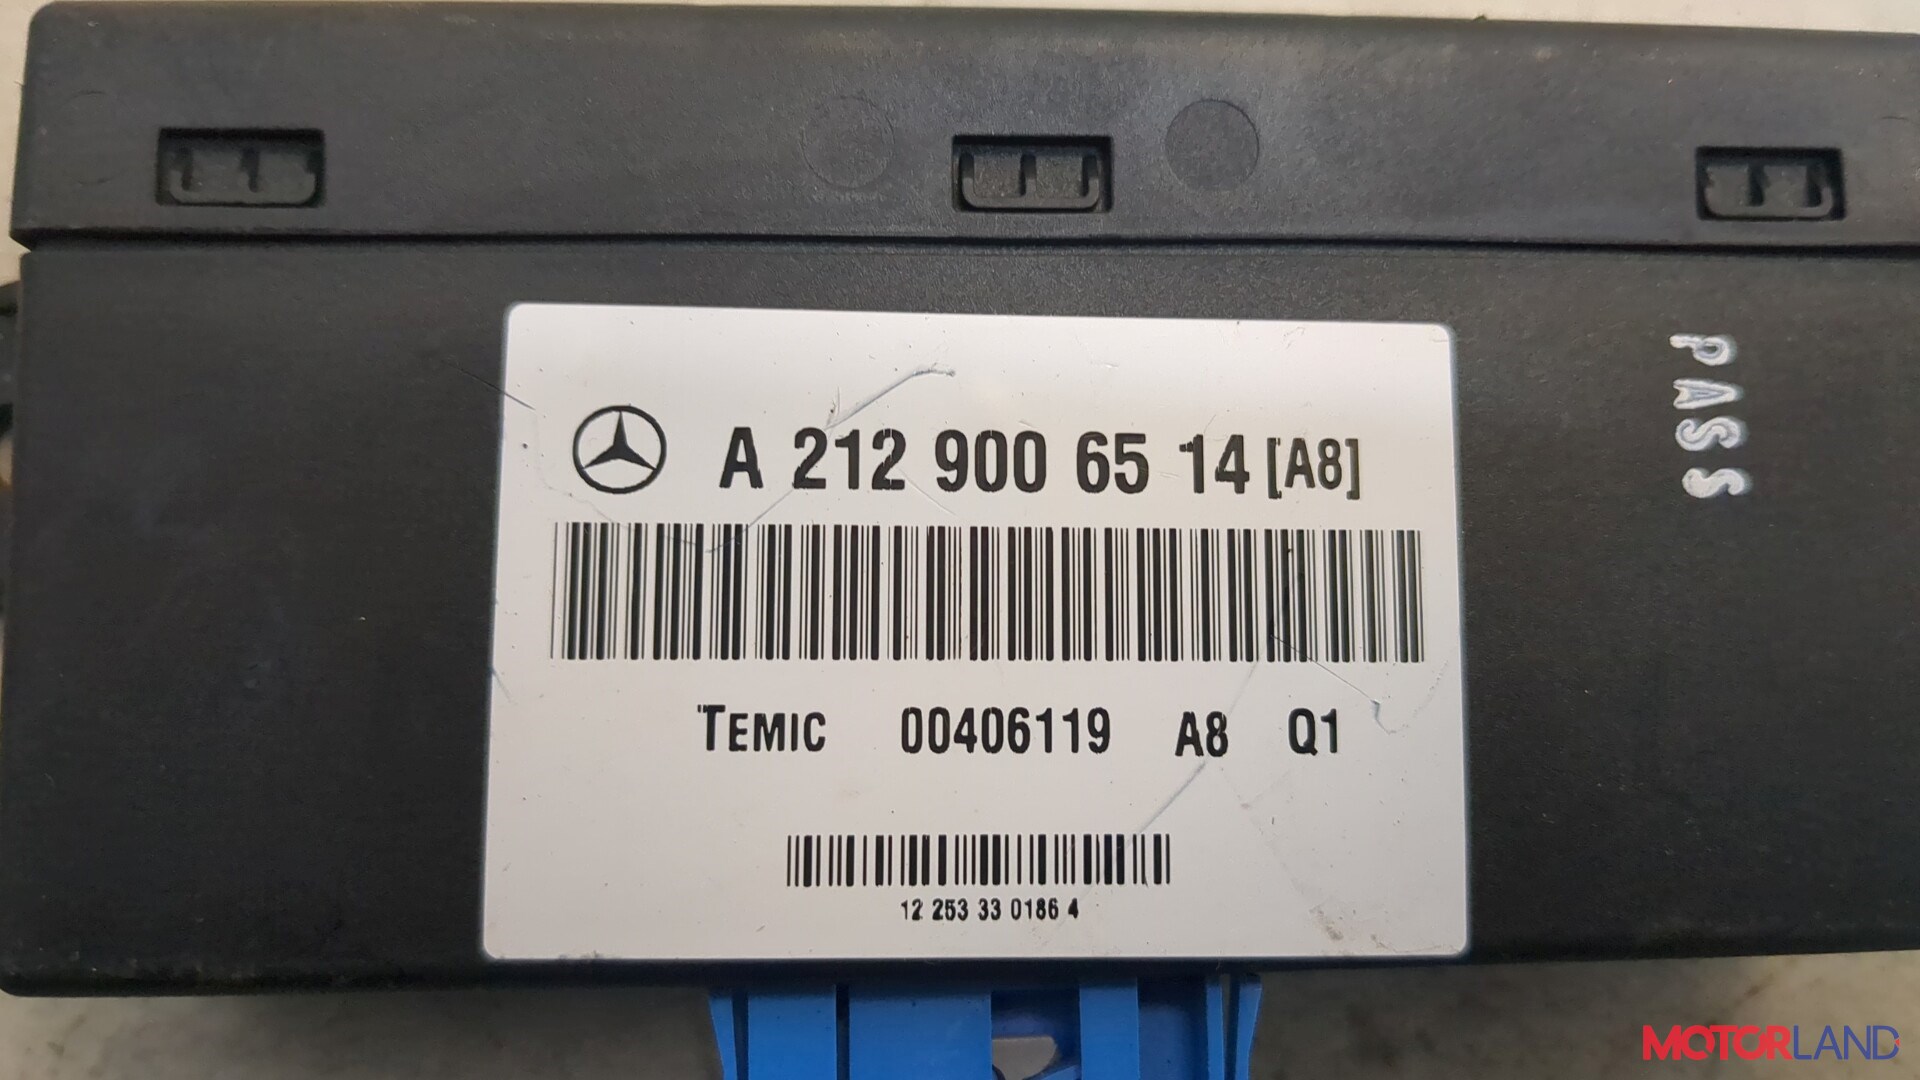 A 212 900 65 14 [A8]
PASS
TEMIC 00406119 A8 Q1
12 253 33 0186 4
MOTORLAND